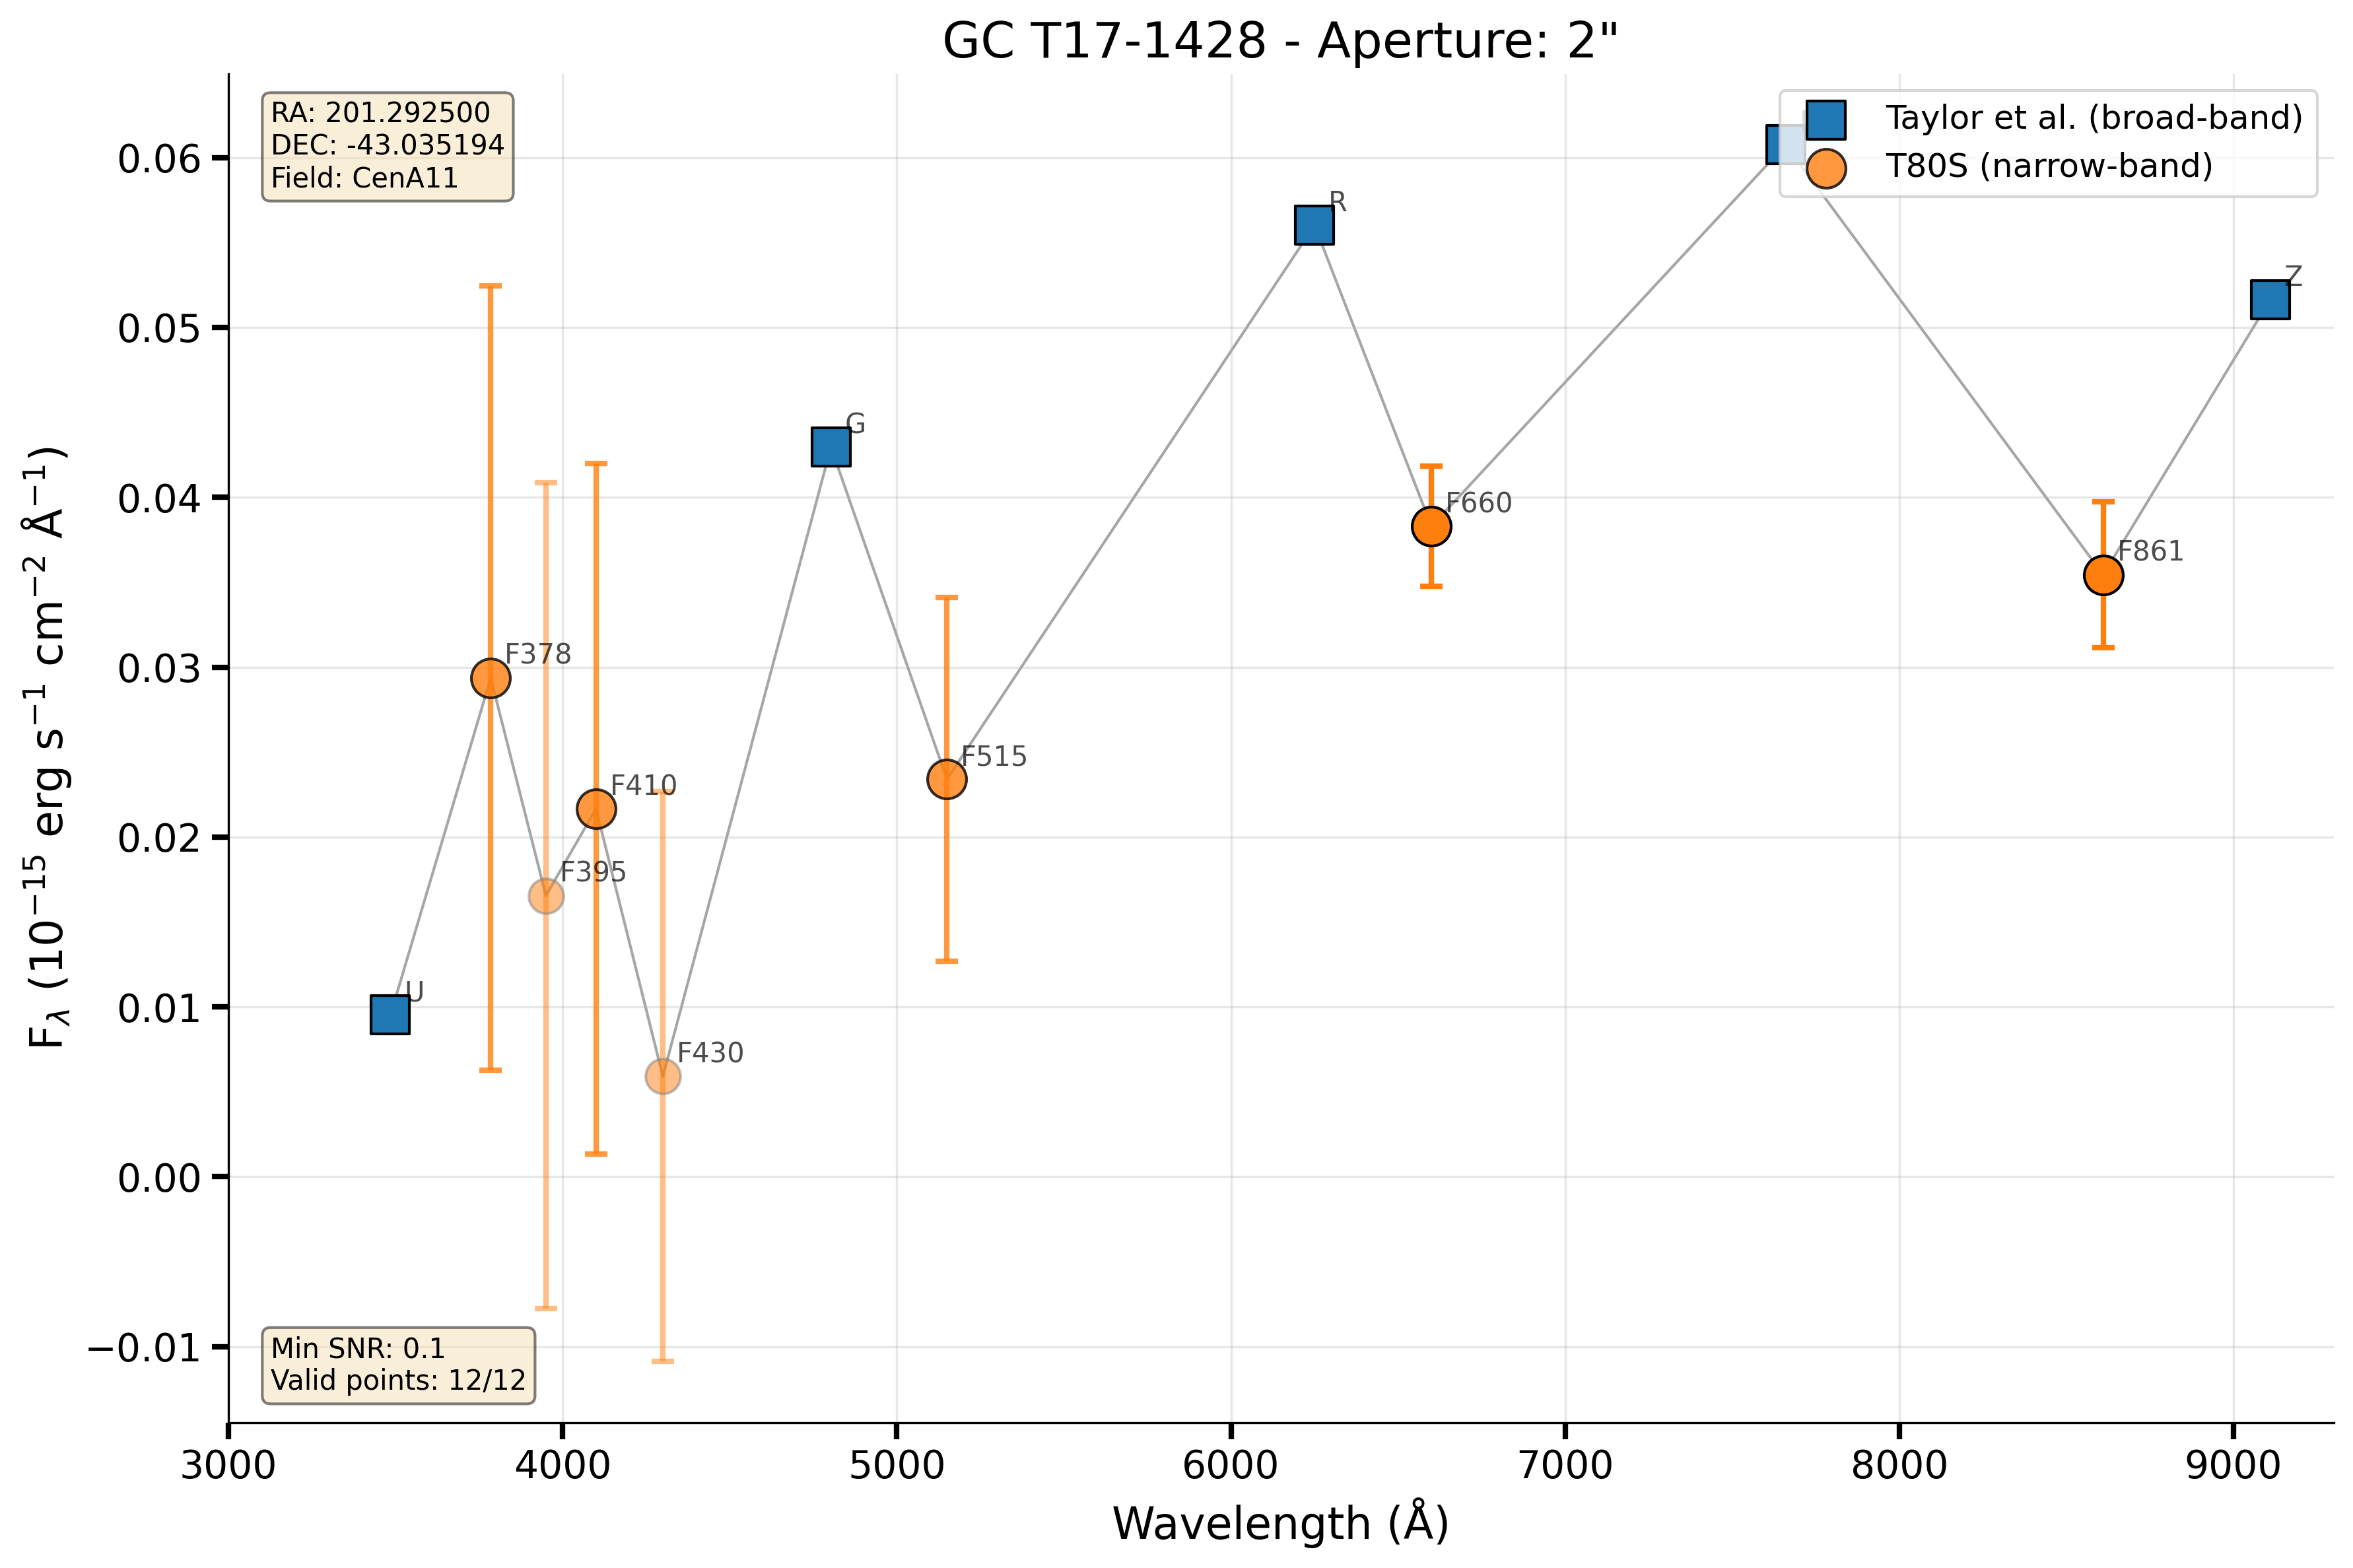 GC T17-1428 - Aperture: 2"
RA: 201.292500
DEC: -43.035194
Field: CenA11
Taylor et al. (broad-band)
T80S (narrow-band)
R
Z
G
F660
F861
F378
F515
F410
F395
U
F430
Min SNR: 0.1
Valid points: 12/12
0.06
0.05
0.04
0.03
0.02
0.01
0.00
−0.01
F_λ (10⁻¹⁵ erg s⁻¹ cm⁻² Å⁻¹)
3000 4000 5000 6000 7000 8000 9000
Wavelength (Å)